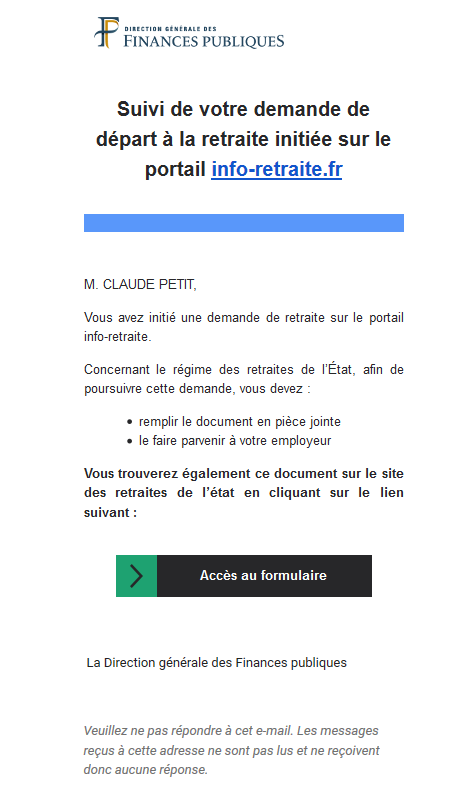 DIRECTION GÉNÉRALE DES
FINANCES PUBLIQUES
Suivi de votre demande de
départ à la retraite initiée sur le
portail info-retraite.fr
M. CLAUDE PETIT,
Vous avez initié une demande de retraite sur le portail
info-retraite.
Concernant le régime des retraites de l’État, afin de
poursuivre cette demande, vous devez :
• remplir le document en pièce jointe
• le faire parvenir à votre employeur
Vous trouverez également ce document sur le site
des retraites de l’état en cliquant sur le lien
suivant :
Accès au formulaire
La Direction générale des Finances publiques
Veuillez ne pas répondre à cet e-mail. Les messages
reçus à cette adresse ne sont pas lus et ne reçoivent
donc aucune réponse.